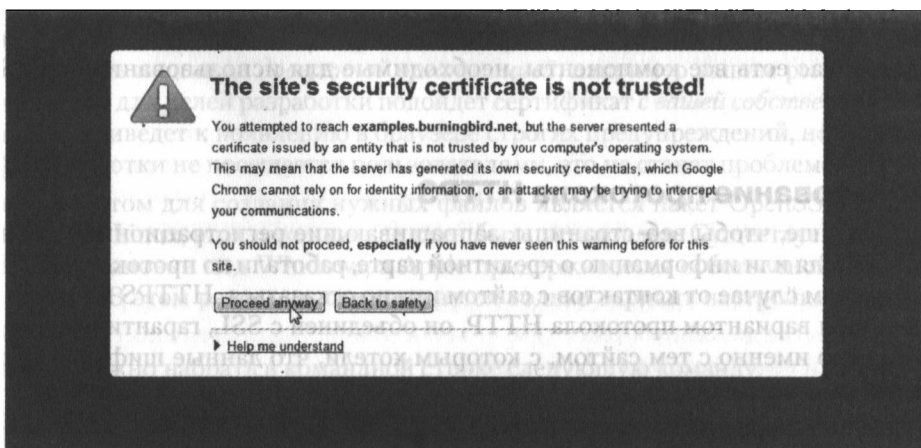 The site's security certificate is not trusted!
You attempted to reach examples.burningbird.net, but the server presented a
certificate issued by an entity that is not trusted by your computer's operating system.
This may mean that the server has generated its own security credentials, which Google
Chrome cannot rely on for identity information, or an attacker may be trying to intercept
your communications.
You should not proceed, especially if you have never seen this warning before for this
site.
Proceed anyway Back to safety
Help me understand